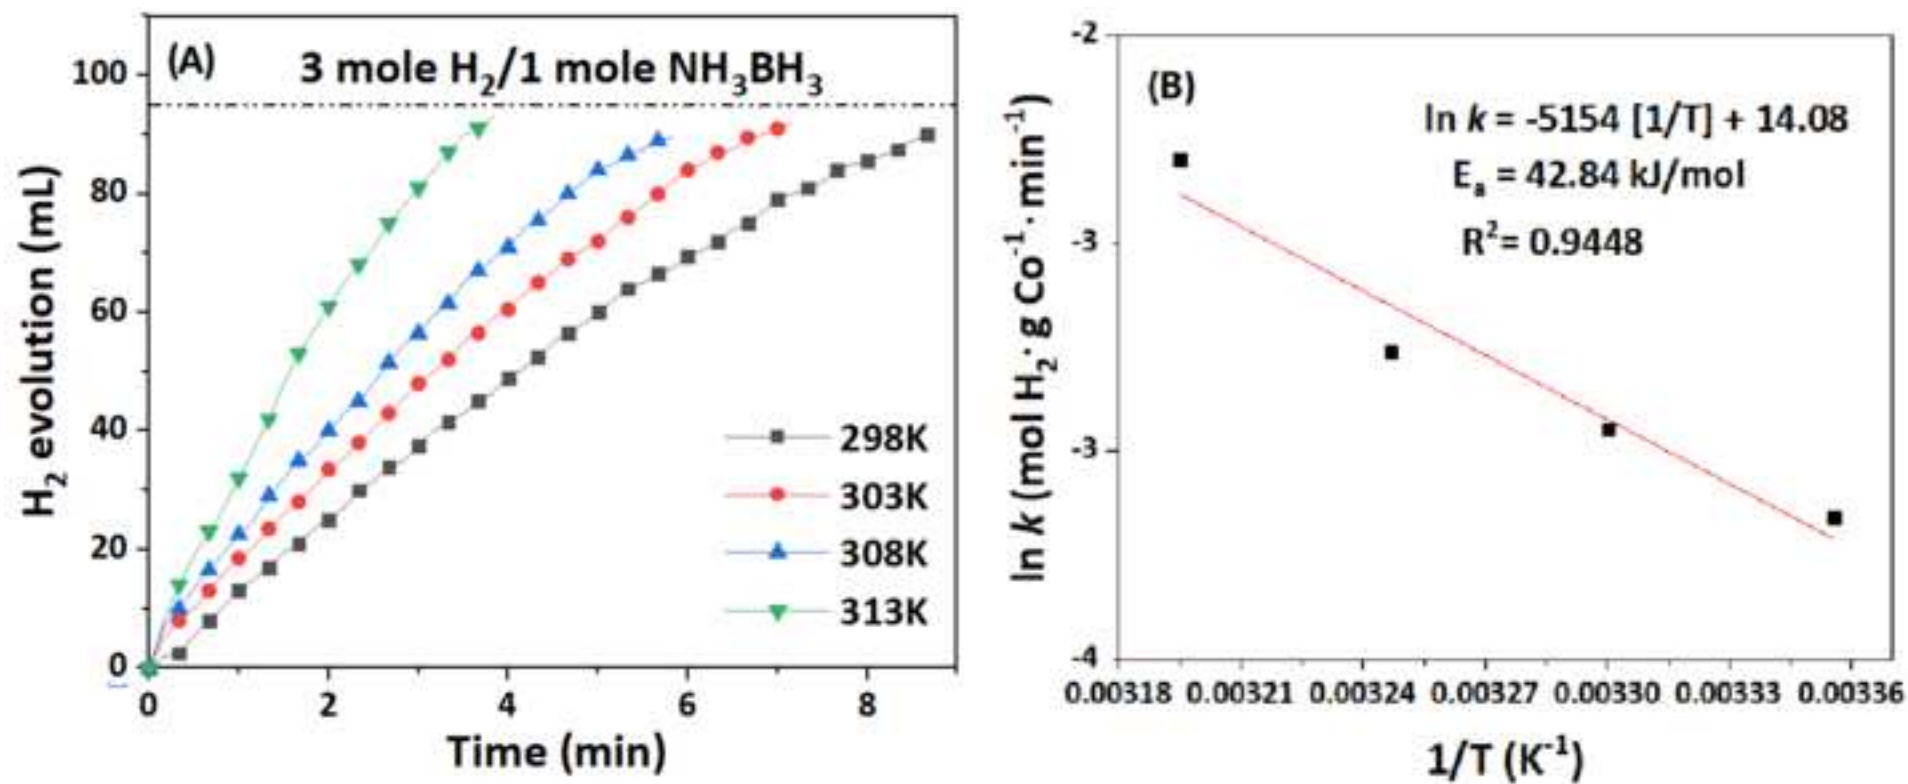 (A)
3 mole H₂/1 mole NH₃BH₃
100
80
60
40
20
0
H₂ evolution (mL)
298K
303K
308K
313K
0 2 4 6 8
Time (min)
(B)
ln k = -5154 [1/T] + 14.08
Eₐ = 42.84 kJ/mol
R²= 0.9448
-2
-3
-3
-4
ln k (mol H₂· g Co⁻¹· min⁻¹)
0.00318 0.00321 0.00324 0.00327 0.00330 0.00333 0.00336
1/T (K⁻¹)